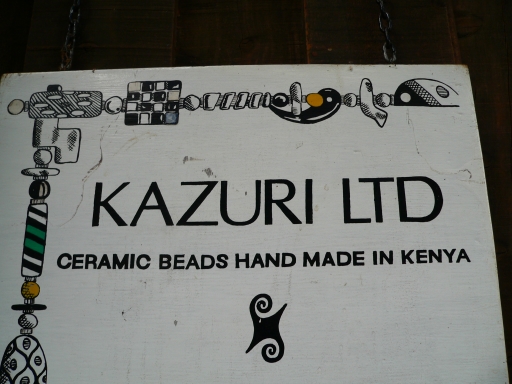 KAZURI LTD
CERAMIC BEADS HAND MADE IN KENYA